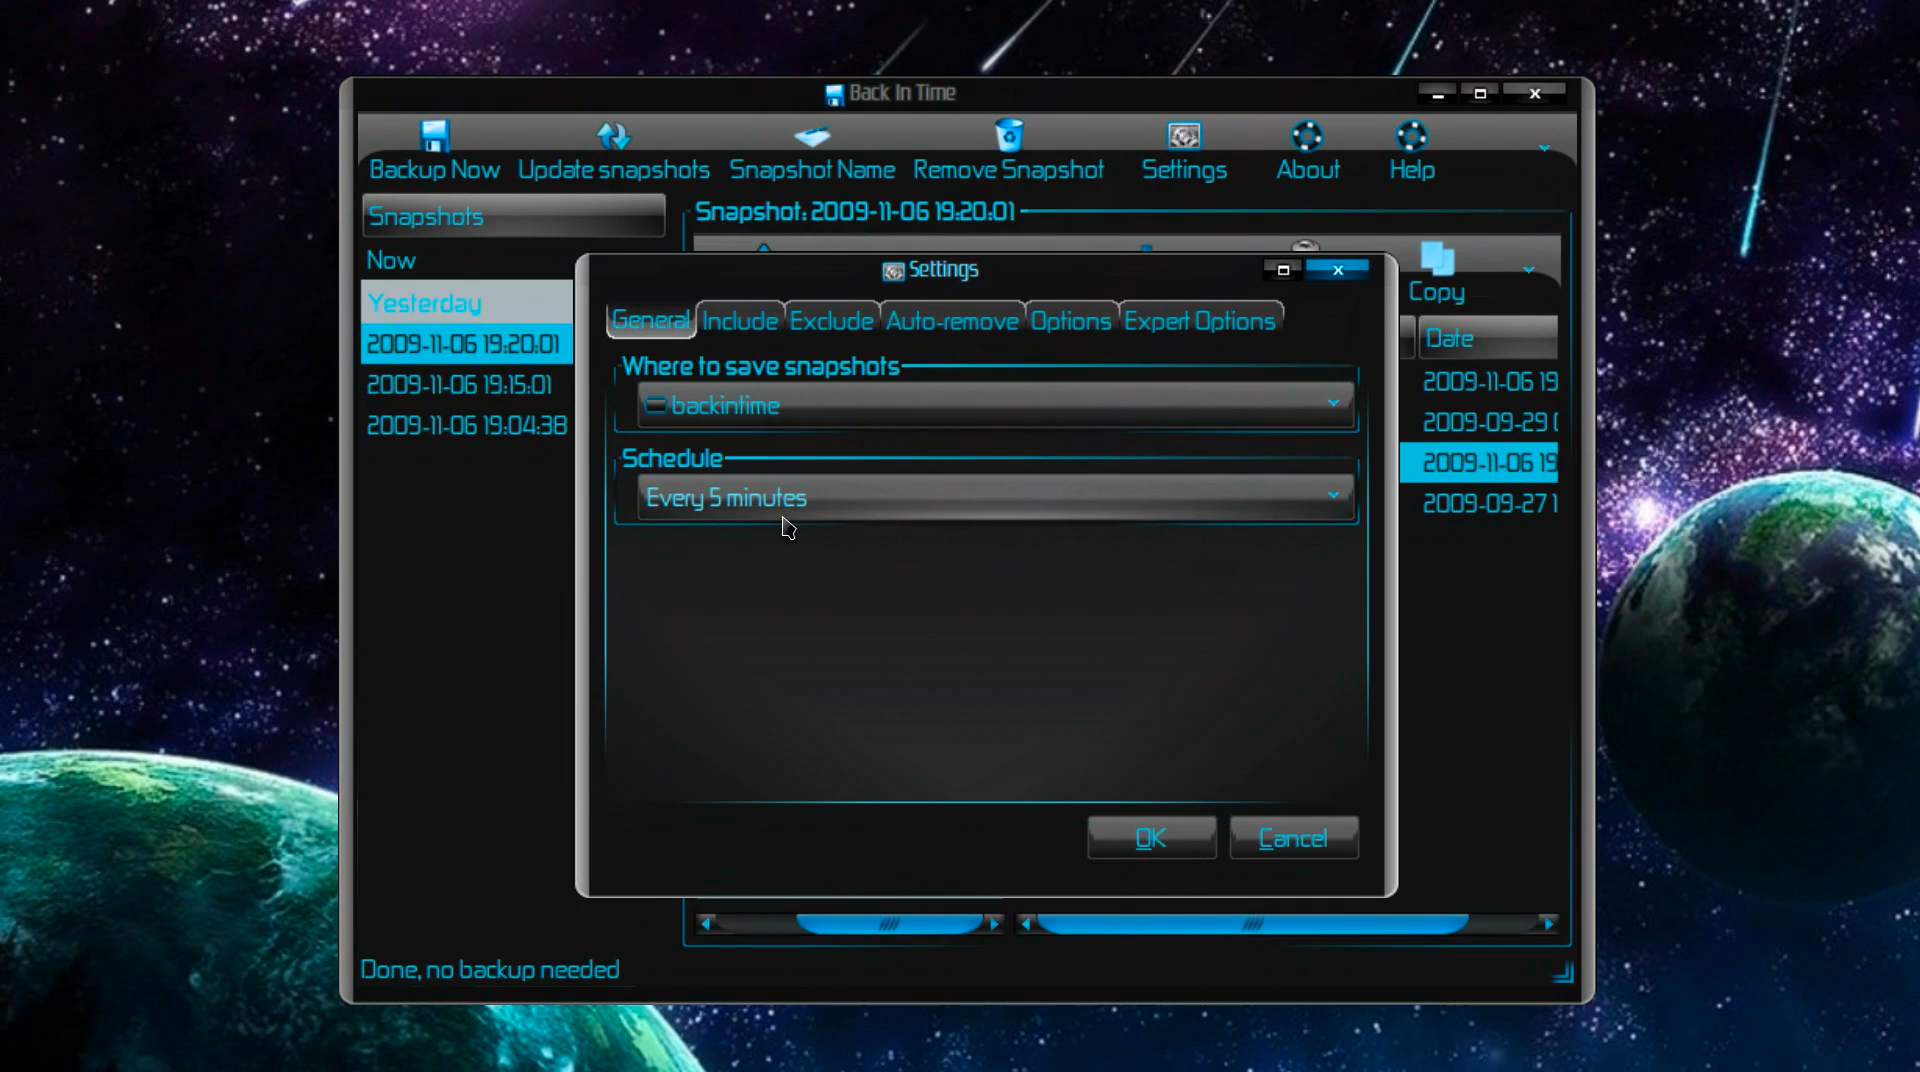 Back In Time
Backup Now
Update snapshots
Snapshot Name
Remove Snapshot
Settings
About
Help
Snapshots
Now
Yesterday
2009-11-06 19:20:01
2009-11-06 19:15:01
2009-11-06 19:04:38
Snapshot: 2009-11-06 19:20:01
Copy
Date
2009-11-06 19
2009-09-29
2009-11-06 19
2009-09-27 1
Settings
General
Include
Exclude
Auto-remove
Options
Expert Options
Where to save snapshots
backintime
Schedule
Every 5 minutes
OK
Cancel
Done, no backup needed